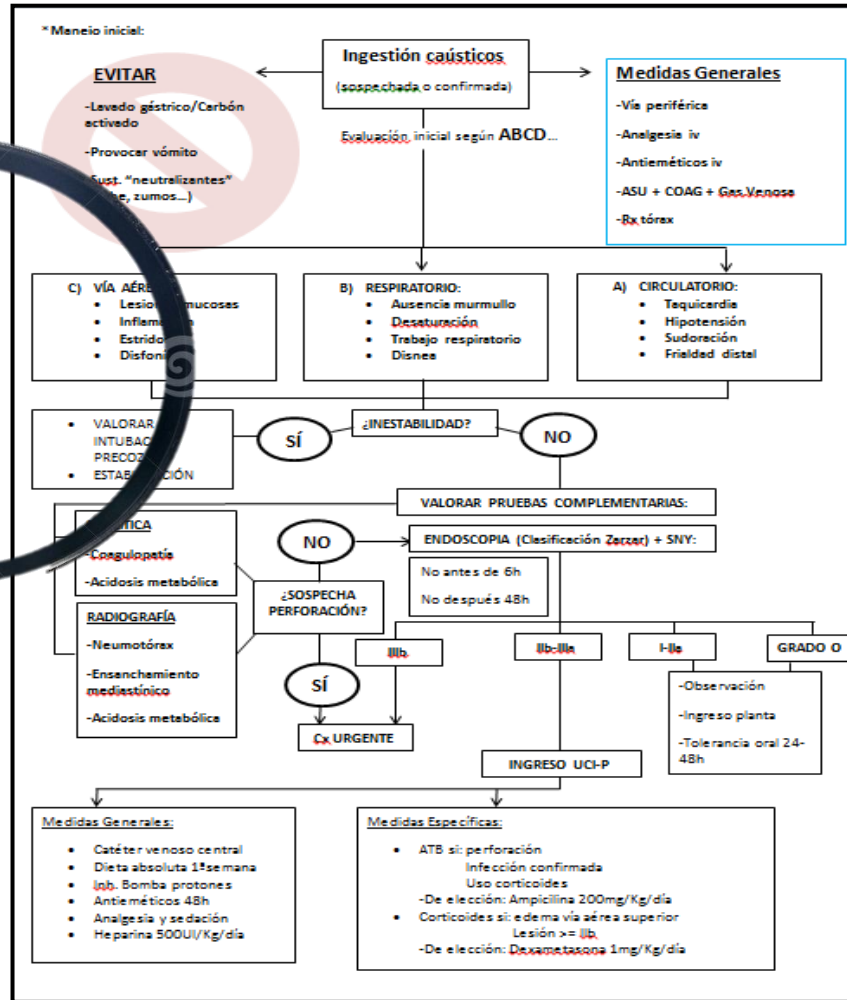 *Manejo inicial:
Ingestión caústicos
(sospechada o confirmada)
EVITAR
-Lavado gástrico/Carbón
activado
-Provocar vómito
"neutralizantes"
zumos...)
Medidas Generales
-Vía periférica
-Analgesia iv
-Antieméticos iv
-ASU + COAG + Gas Venosa
-Rx tórax
Evaluación inicial según ABCD...
C) VÍA
mucosas
B) RESPIRATORIO:
• Ausencia murmullo
• Desaturación
• Trabajo respiratorio
• Disnea
A) CIRCULATORIO:
• Taquicardia
• Hipotensión
• Sudoración
• Frialdad distal
¿INESTABILIDAD?
SÍ
NO
• VALORAR
PRECOZ
VALORAR PRUEBAS COMPLEMENTARIAS:
-Coagulopatía
-Acidosis metabólica
RADIOGRAFÍA
-Neumotórax
-Ensanchamiento
mediastínico
-Acidosis metabólica
¿SOSPECHA
PERFORACIÓN?
NO
SÍ
ENDOSCOPIA (Clasificación Zarzar) + SNY:
No antes de 6h
No después 48h
IIIb
IIb-IIIa
I-IIa
GRADO O
-Observación
-Ingreso planta
-Tolerancia oral 24-
48h
Cx URGENTE
INGRESO UCI-P
Medidas Generales:
• Catéter venoso central
• Dieta absoluta 1ªsemana
• Inh. Bomba protones
• Antieméticos 48h
• Analgesia y sedación
• Heparina 500UI/Kg/día
Medidas Específicas:
• ATB si: perforación
Infección confirmada
Uso corticoides
-De elección: Ampicilina 200mg/Kg/día
• Corticoides si: edema vía aérea superior
Lesión >= IIb
-De elección: Dexametasona 1mg/Kg/día